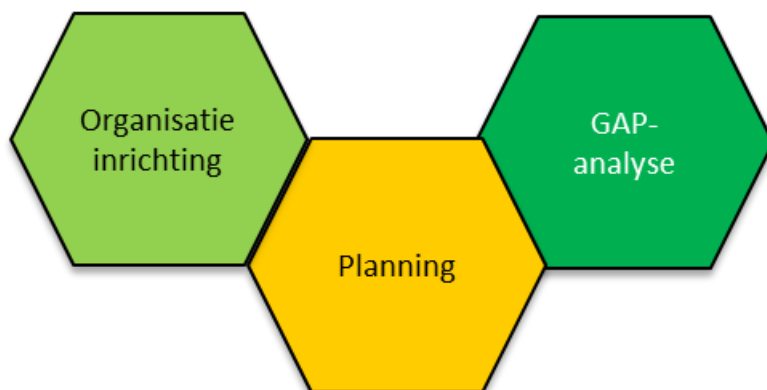 Organisatie
inrichting
GAP-
analyse
Planning